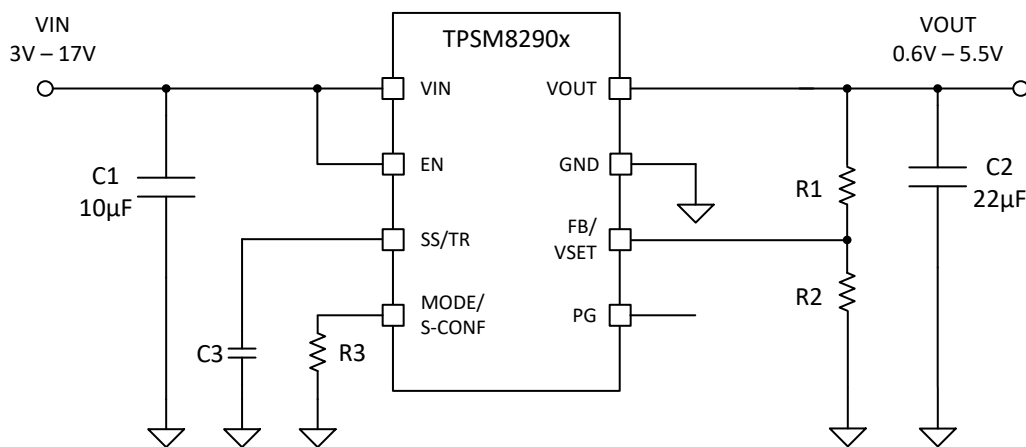 VIN
3V – 17V
TPSM8290x
VOUT
0.6V – 5.5V
VIN
VOUT
EN
GND
C1
10µF
R1
C2
22µF
SS/TR
FB/
VSET
MODE/
S-CONF
PG
R2
C3
R3